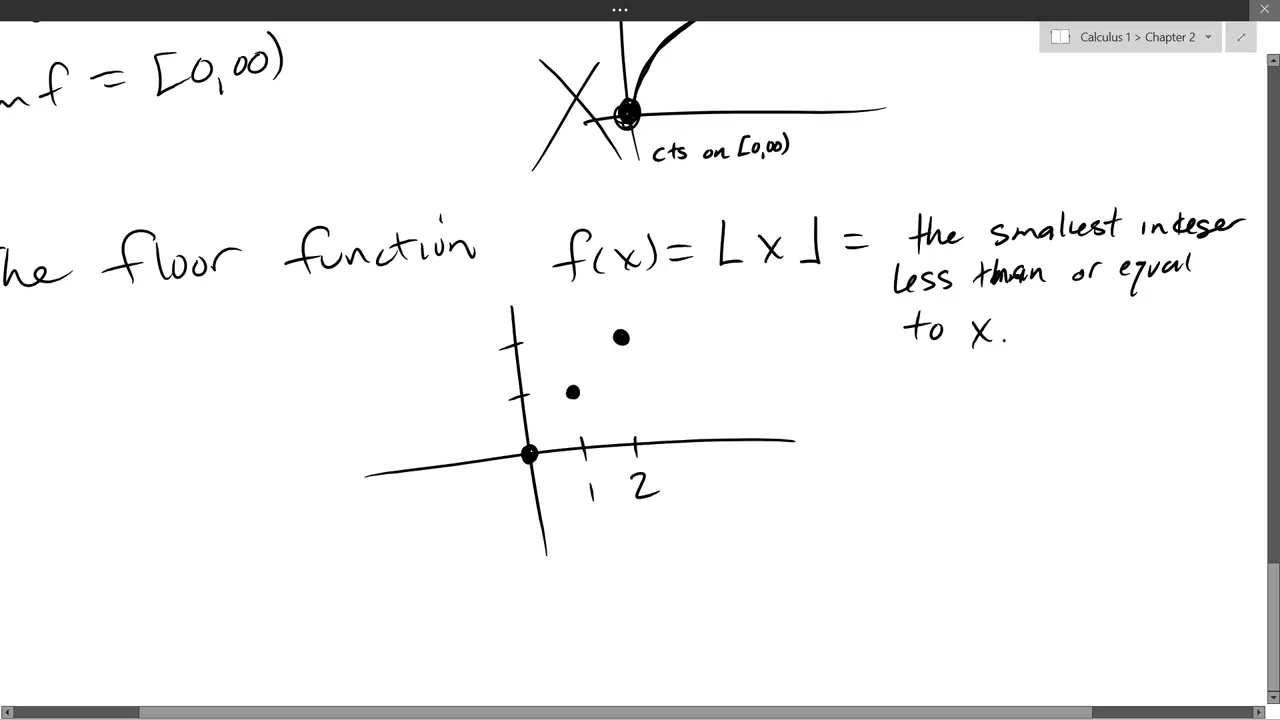 Calculus 1 > Chapter 2
m f = [0,∞)
cts on [0,∞)
he floor function f(x) = ⌊x⌋ = the smallest integer
less than or equal
to x.
1 2